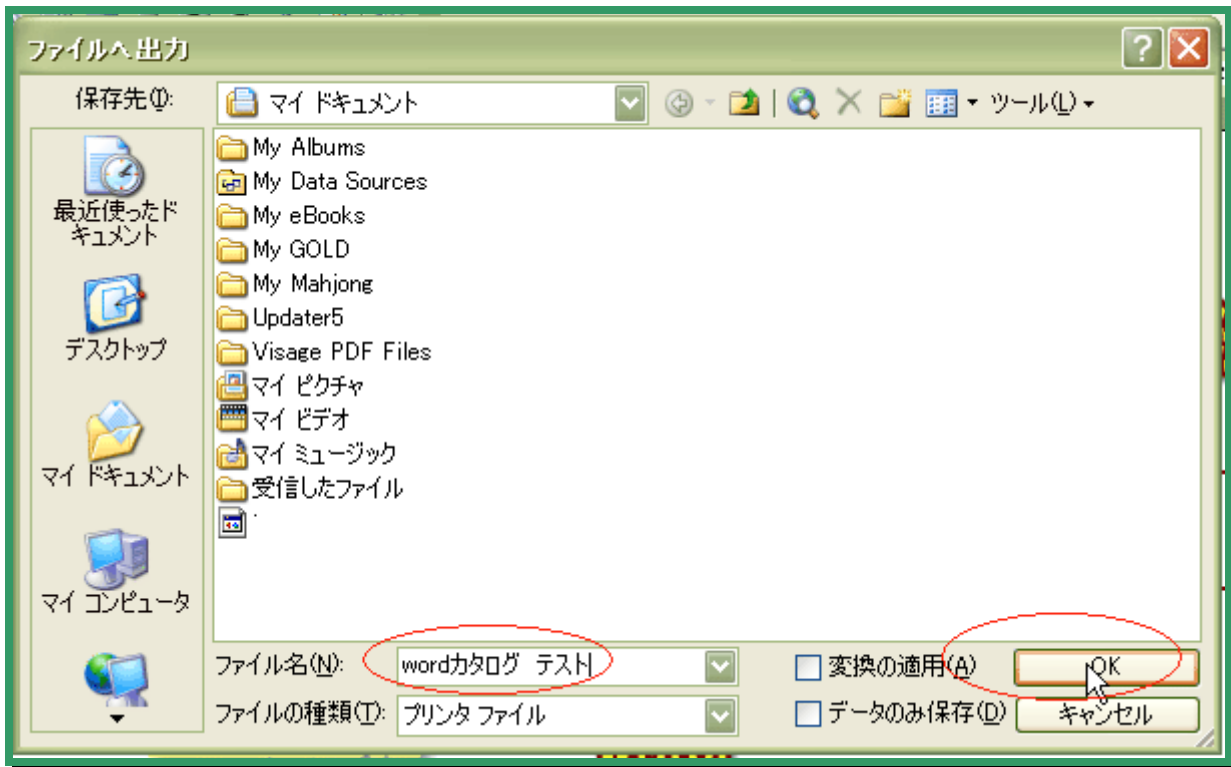 ファイルへ出力
保存先(I):
マイ ドキュメント
ツール(L)
最近使ったド
キュメント
デスクトップ
マイ ドキュメント
マイ コンピュータ
My Albums
My Data Sources
My eBooks
My GOLD
My Mahjong
Updater5
Visage PDF Files
マイ ピクチャ
マイ ビデオ
マイ ミュージック
受信したファイル
.
ファイル名(N):
wordカタログ テスト
変換の適用(A)
OK
ファイルの種類(T):
プリンタ ファイル
データのみ保存(D)
キャンセル